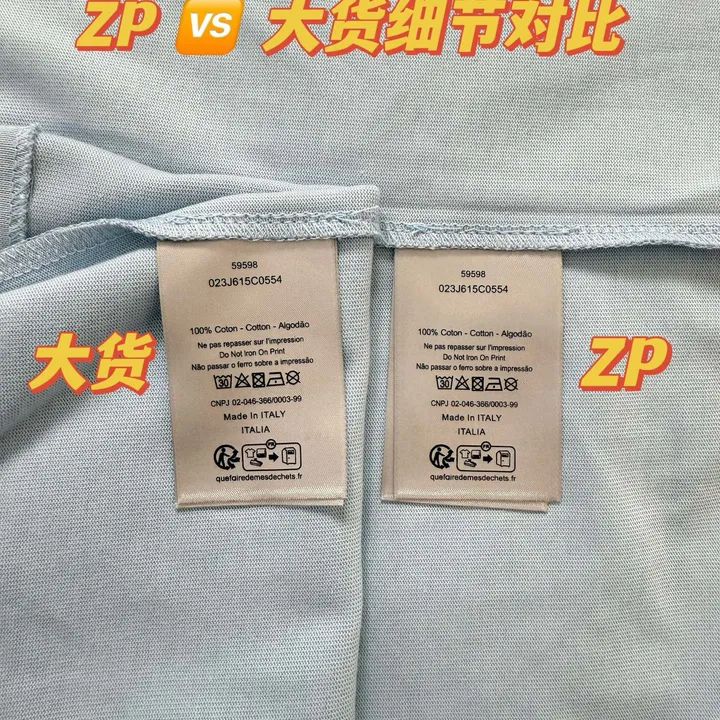 ZP VS 大货细节对比
59598
023J615C0554
100% Coton - Cotton - Algodão
Ne pas repasser sur l'impression
Do Not Iron On Print
Não passar o ferro sobre a impressão
30
CNPJ 02-046-366/0003-99
Made In ITALY
ITALIA
FR
quefairedemesdechets.fr
大货
59598
023J615C0554
100% Coton - Cotton - Algodão
Ne pas repasser sur l'impression
Do Not Iron On Print
Não passar o ferro sobre a impressão
30
CNPJ 02-046-366/0003-99
Made In ITALY
ITALIA
FR
quefairedemesdechets.fr
ZP